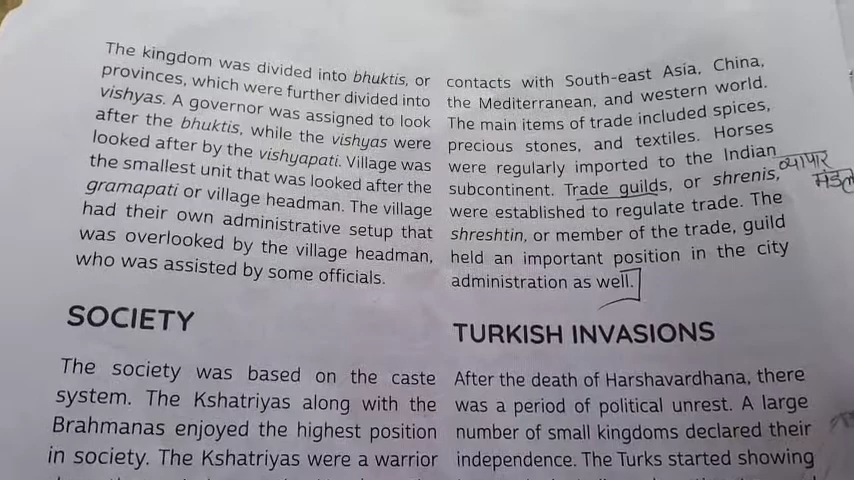 The kingdom was divided into bhuktis, or
provinces, which were further divided into
vishyas. A governor was assigned to look
after the bhuktis, while the vishyas were
looked after by the vishyapati. Village was
the smallest unit that was looked after the
gramapati or village headman. The village
had their own administrative setup that
was overlooked by the village headman,
who was assisted by some officials.
SOCIETY
The society was based on the caste
system. The Kshatriyas along with the
Brahmanas enjoyed the highest position
in society. The Kshatriyas were a warrior
contacts with South-east Asia, China,
the Mediterranean, and western world.
The main items of trade included spices,
precious stones, and textiles. Horses
were regularly imported to the Indian
subcontinent. Trade guilds, or shrenis,
व्यापार
were established to regulate trade. The
shreshtin, or member of the trade, guild
held an important position in the city
administration as well.
TURKISH INVASIONS
After the death of Harshavardhana, there
was a period of political unrest. A large
number of small kingdoms declared their
independence. The Turks started showing